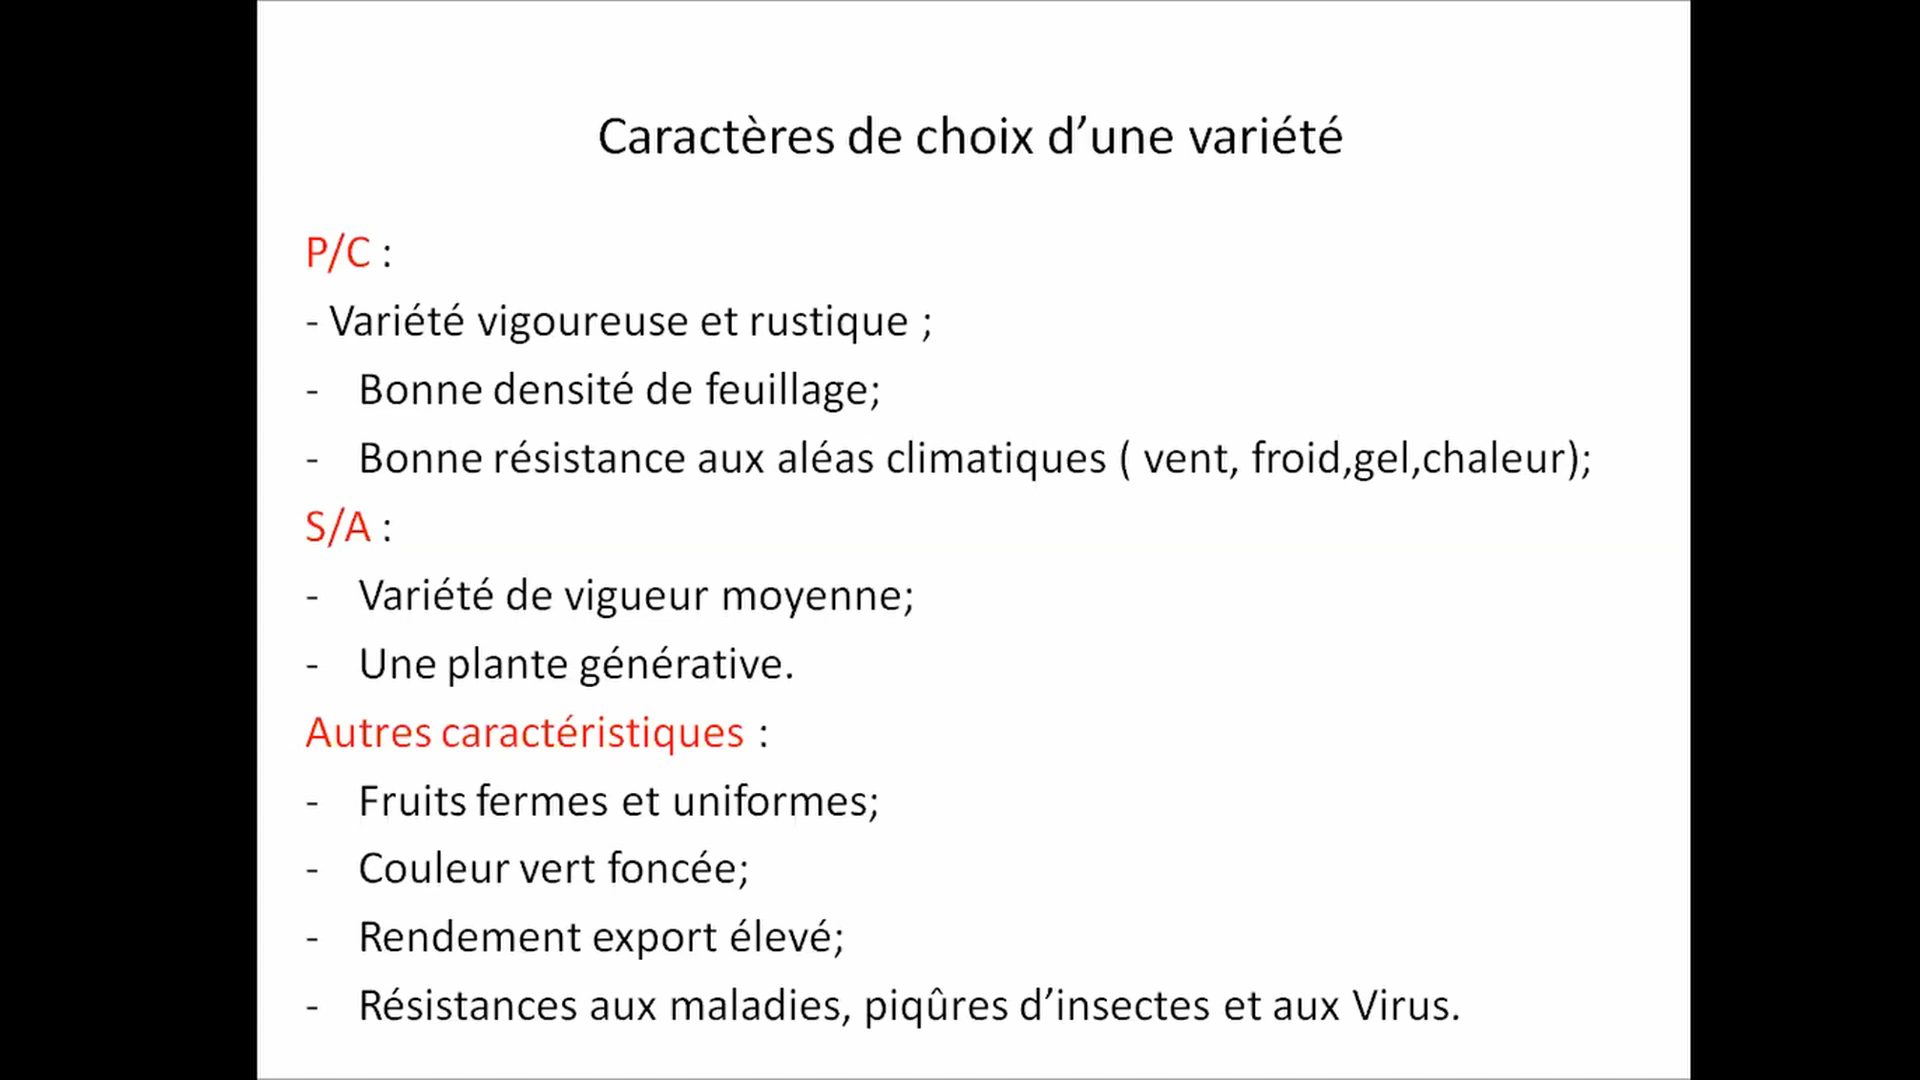 Caractères de choix d’une variété
P/C :
- Variété vigoureuse et rustique ;
- Bonne densité de feuillage;
- Bonne résistance aux aléas climatiques ( vent, froid,gel,chaleur);
S/A :
- Variété de vigueur moyenne;
- Une plante générative.
Autres caractéristiques :
- Fruits fermes et uniformes;
- Couleur vert foncée;
- Rendement export élevé;
- Résistances aux maladies, piqûres d’insectes et aux Virus.